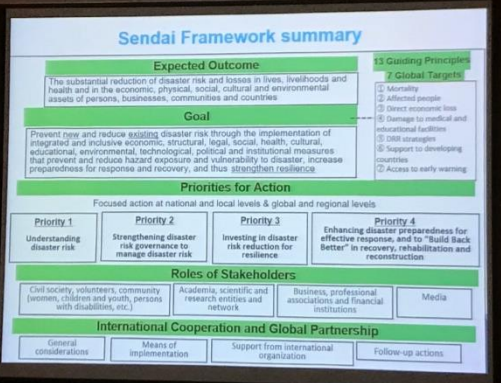 Sendai Framework summary
Expected Outcome
The substantial reduction of disaster risk and losses in lives, livelihoods and
health and in the economic, physical, social, cultural and environmental
assets of persons, businesses, communities and countries
Goal
Prevent new and reduce existing disaster risk through the implementation of
integrated and inclusive economic, structural, legal, social, health, cultural,
educational, environmental, technological, political and institutional measures
that prevent and reduce hazard exposure and vulnerability to disaster, increase
preparedness for response and recovery, and thus strengthen resilience
13 Guiding Principles
7 Global Targets
① Mortality
② Affected people
③ Direct economic loss
④ Damage to medical and
educational facilities
⑤ DRR strategies
⑥ Support to developing
countries
⑦ Access to early warning
Priorities for Action
Focused action at national and local levels & global and regional levels
Priority 1
Understanding
disaster risk
Priority 2
Strengthening disaster
risk governance to
manage disaster risk
Priority 3
Investing in disaster
risk reduction for
resilience
Priority 4
Enhancing disaster preparedness for
effective response, and to "Build Back
Better" in recovery, rehabilitation and
reconstruction
Roles of Stakeholders
Civil society, volunteers, community
(women, children and youth, persons
with disabilities, etc.)
Academia, scientific and
research entities and
network
Business, professional
associations and financial
institutions
Media
International Cooperation and Global Partnership
General
considerations
Means of
implementation
Support from international
organization
Follow-up actions